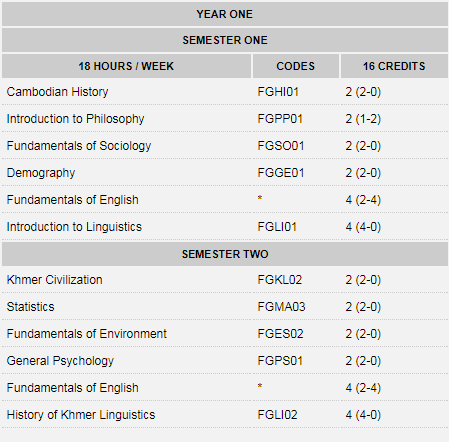 YEAR ONE
SEMESTER ONE
18 HOURS / WEEK CODES 16 CREDITS
Cambodian History FGHI01 2 (2-0)
Introduction to Philosophy FGPP01 2 (1-2)
Fundamentals of Sociology FGSO01 2 (2-0)
Demography FGGE01 2 (2-0)
Fundamentals of English * 4 (2-4)
Introduction to Linguistics FGLI01 4 (4-0)
SEMESTER TWO
Khmer Civilization FGKL02 2 (2-0)
Statistics FGMA03 2 (2-0)
Fundamentals of Environment FGES02 2 (2-0)
General Psychology FGPS01 2 (2-0)
Fundamentals of English * 4 (2-4)
History of Khmer Linguistics FGLI02 4 (4-0)